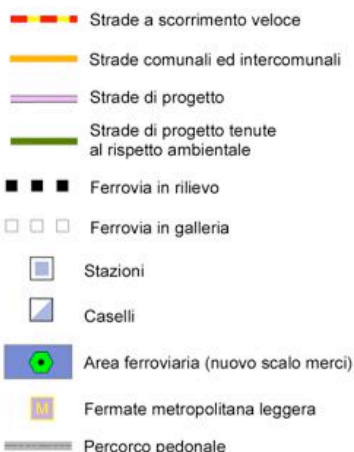 Strade a scorrimento veloce
Strade comunali ed intercomunali
Strade di progetto
Strade di progetto tenute
al rispetto ambientale
Ferrovia in rilievo
Ferrovia in galleria
Stazioni
Caselli
Area ferroviaria (nuovo scalo merci)
M Fermate metropolitana leggera
Percorco pedonale